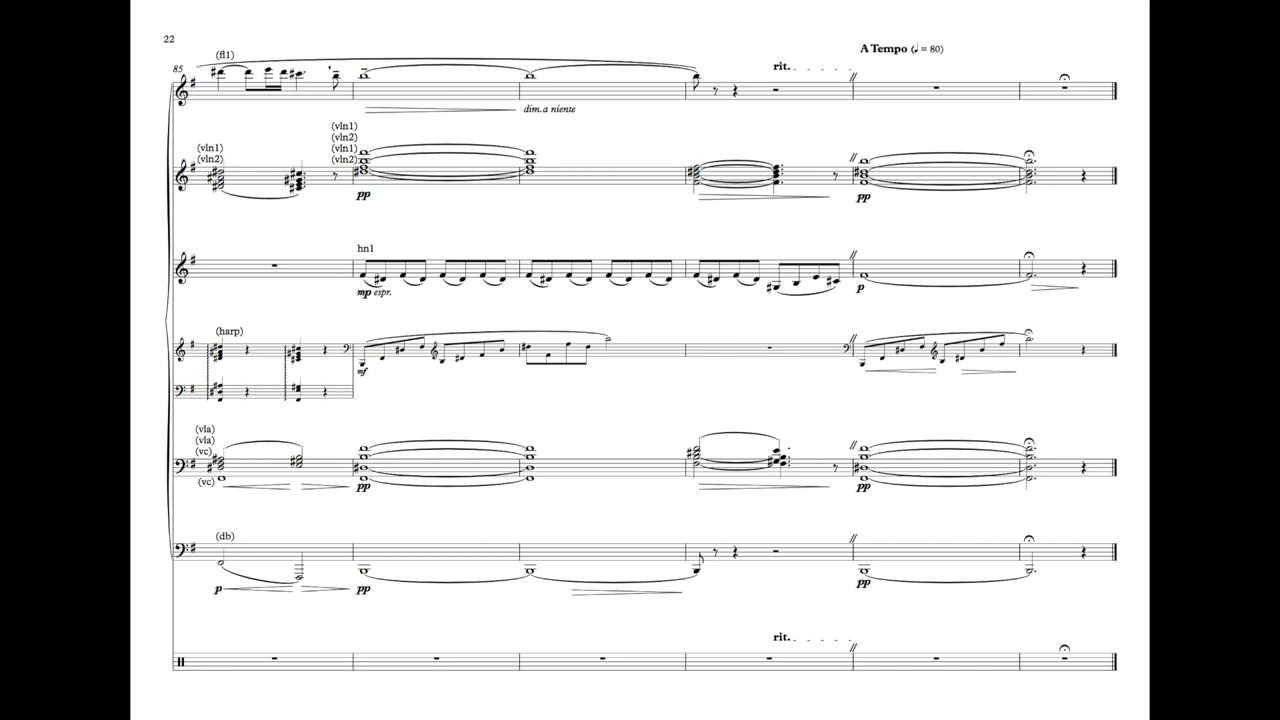 22
A Tempo (♩ = 80)
(fl1)
85
rit.
dim. a niente
(vln1)
(vln2)
(vln1)
(vln2)
(vln1)
(vln2)
pp
pp
hn1
mp espr.
p
(harp)
mf
(vla)
(vla)
(vc)
(vc)
pp
pp
(db)
p
pp
pp
rit.